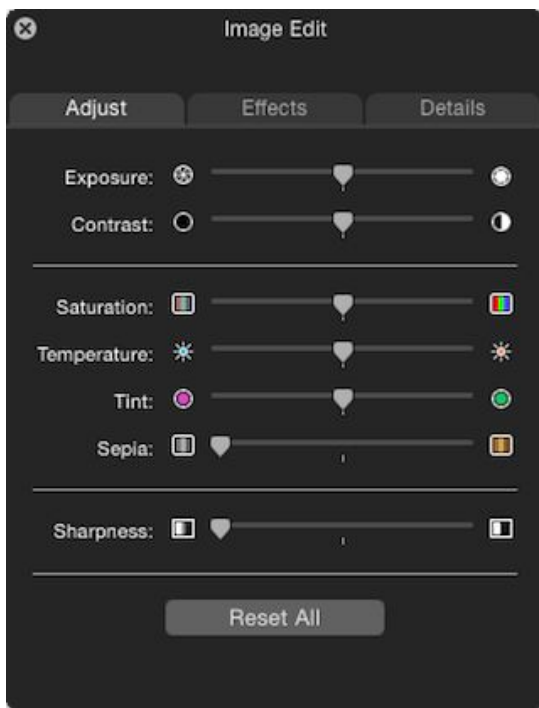 Image Edit
Adjust Effects Details
Exposure:
Contrast:
Saturation:
Temperature:
Tint:
Sepia:
Sharpness:
Reset All